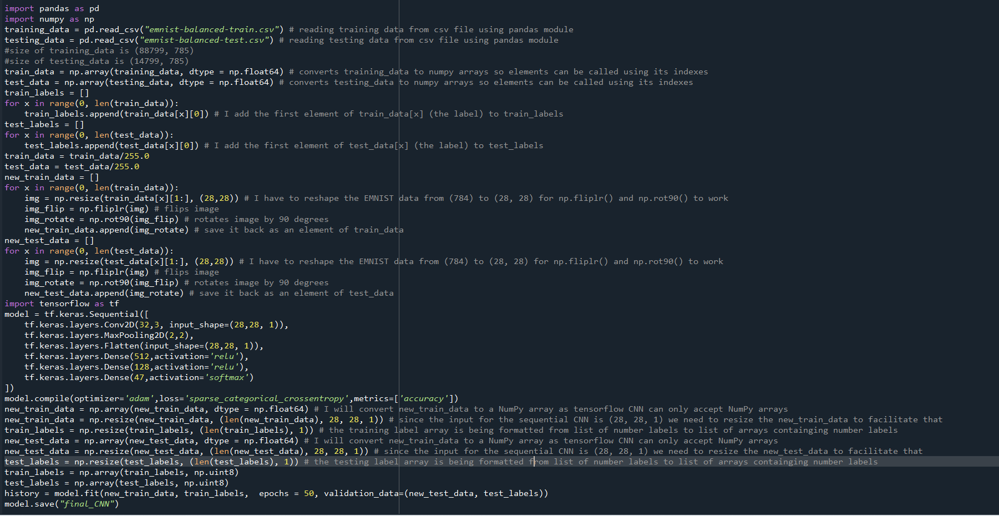 import pandas as pd
import numpy as np
training_data = pd.read_csv("emnist-balanced-train.csv") # reading training data from csv file using pandas module
testing_data = pd.read_csv("emnist-balanced-test.csv") # reading testing data from csv file using pandas module
#size of training_data is (88799, 785)
#size of testing_data is (14799, 785)
train_data = np.array(training_data, dtype = np.float64) # converts training_data to numpy arrays so elements can be called using its indexes
test_data = np.array(testing_data, dtype = np.float64) # converts testing_data to numpy arrays so elements can be called using its indexes
train_labels = []
for x in range(0, len(train_data)):
    train_labels.append(train_data[x][0]) # I add the first element of train_data[x] (the label) to train_labels
test_labels = []
for x in range(0, len(test_data)):
    test_labels.append(test_data[x][0]) # I add the first element of test_data[x] (the label) to test_labels
train_data = train_data/255.0
test_data = test_data/255.0
new_train_data = []
for x in range(0, len(train_data)):
    img = np.resize(train_data[x][1:], (28,28)) # I have to reshape the EMNIST data from (784) to (28, 28) for np.fliplr() and np.rot90() to work
    img_flip = np.fliplr(img) # flips image
    img_rotate = np.rot90(img_flip) # rotates image by 90 degrees
    new_train_data.append(img_rotate) # save it back as an element of train_data
new_test_data = []
for x in range(0, len(test_data)):
    img = np.resize(test_data[x][1:], (28,28)) # I have to reshape the EMNIST data from (784) to (28, 28) for np.fliplr() and np.rot90() to work
    img_flip = np.fliplr(img) # flips image
    img_rotate = np.rot90(img_flip) # rotates image by 90 degrees
    new_test_data.append(img_rotate) # save it back as an element of test_data
import tensorflow as tf
model = tf.keras.Sequential([
    tf.keras.layers.Conv2D(32,3, input_shape=(28,28, 1)),
    tf.keras.layers.MaxPooling2D(2,2),
    tf.keras.layers.Flatten(input_shape=(28,28, 1)),
    tf.keras.layers.Dense(512,activation='relu'),
    tf.keras.layers.Dense(128,activation='relu'),
    tf.keras.layers.Dense(47,activation='softmax')
])
model.compile(optimizer='adam',loss='sparse_categorical_crossentropy',metrics=['accuracy'])
new_train_data = np.array(new_train_data, dtype = np.float64) # I will convert new_train_data to a NumPy array as tensorflow CNN can only accept NumPy arrays
new_train_data = np.resize(new_train_data, (len(new_train_data), 28, 28, 1)) # since the input for the sequential CNN is (28, 28, 1) we need to resize the new_train_data to facilitate that
train_labels = np.resize(train_labels, (len(train_labels), 1)) # the training label array is being formatted from list of number labels to list of arrays containging number labels
new_test_data = np.array(new_test_data, dtype = np.float64) # I will convert new_train_data to a NumPy array as tensorflow CNN can only accept NumPy arrays
new_test_data = np.resize(new_test_data, (len(new_test_data), 28, 28, 1)) # since the input for the sequential CNN is (28, 28, 1) we need to resize the new_test_data to facilitate that
test_labels = np.resize(test_labels, (len(test_labels), 1)) # the testing label array is being formatted from list of number labels to list of arrays containging number labels
train_labels = np.array(train_labels, np.uint8)
test_labels = np.array(test_labels, np.uint8)
history = model.fit(new_train_data, train_labels,  epochs = 50, validation_data=(new_test_data, test_labels))
model.save("final_CNN")